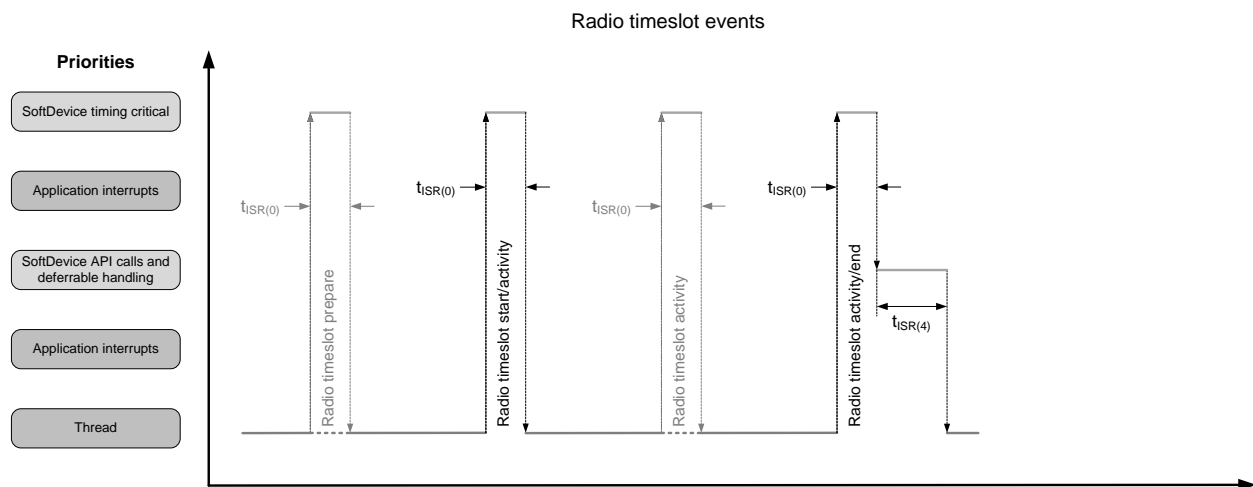 Radio timeslot events
Priorities
SoftDevice timing critical
Application interrupts
SoftDevice API calls and
deferrable handling
Application interrupts
Thread
tISR(0)
Radio timeslot prepare
tISR(0)
Radio timeslot start/activity
tISR(0)
Radio timeslot activity
tISR(0)
Radio timeslot activity/end
tISR(4)